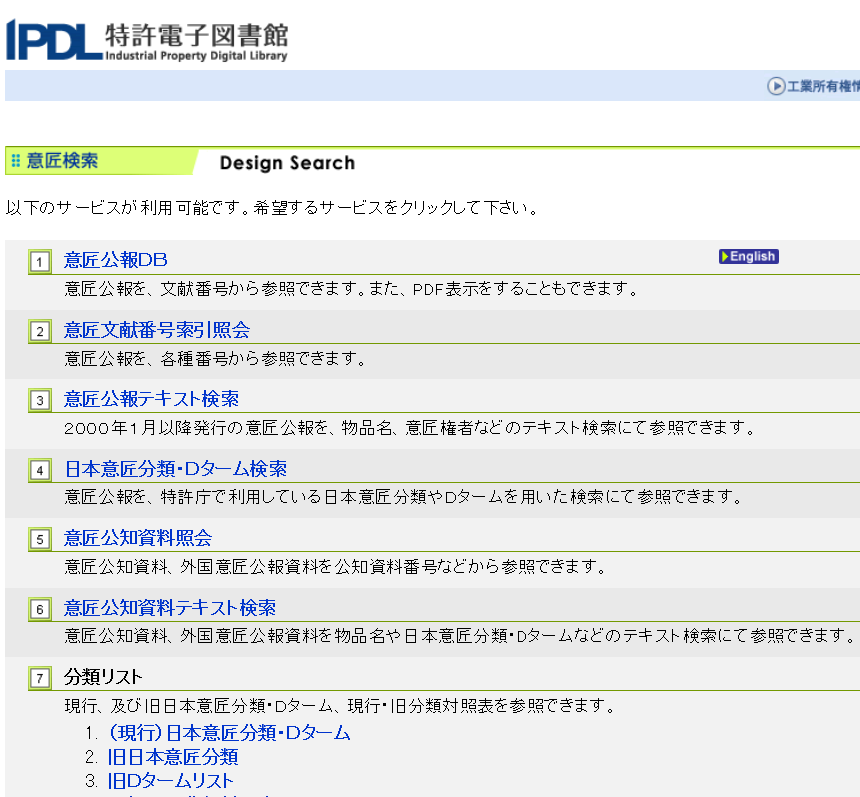 IPDL 特許電子図書館
Industrial Property Digital Library
工業所有権
意匠検索 Design Search
以下のサービスが利用可能です。希望するサービスをクリックして下さい。
1 意匠公報DB English
意匠公報を、文献番号から参照できます。また、PDF表示をすることもできます。
2 意匠文献番号索引照会
意匠公報を、各種番号から参照できます。
3 意匠公報テキスト検索
2000年1月以降発行の意匠公報を、物品名、意匠権者などのテキスト検索にて参照できます。
4 日本意匠分類・Dターム検索
意匠公報を、特許庁で利用している日本意匠分類やDタームを用いた検索にて参照できます。
5 意匠公知資料照会
意匠公知資料、外国意匠公報資料を公知資料番号などから参照できます。
6 意匠公知資料テキスト検索
意匠公知資料、外国意匠公報資料を物品名や日本意匠分類・Dタームなどのテキスト検索にて参照できます。
7 分類リスト
現行、及び旧日本意匠分類・Dターム、現行・旧分類対照表を参照できます。
1. (現行)日本意匠分類・Dターム
2. 旧日本意匠分類
3. 旧Dタームリスト